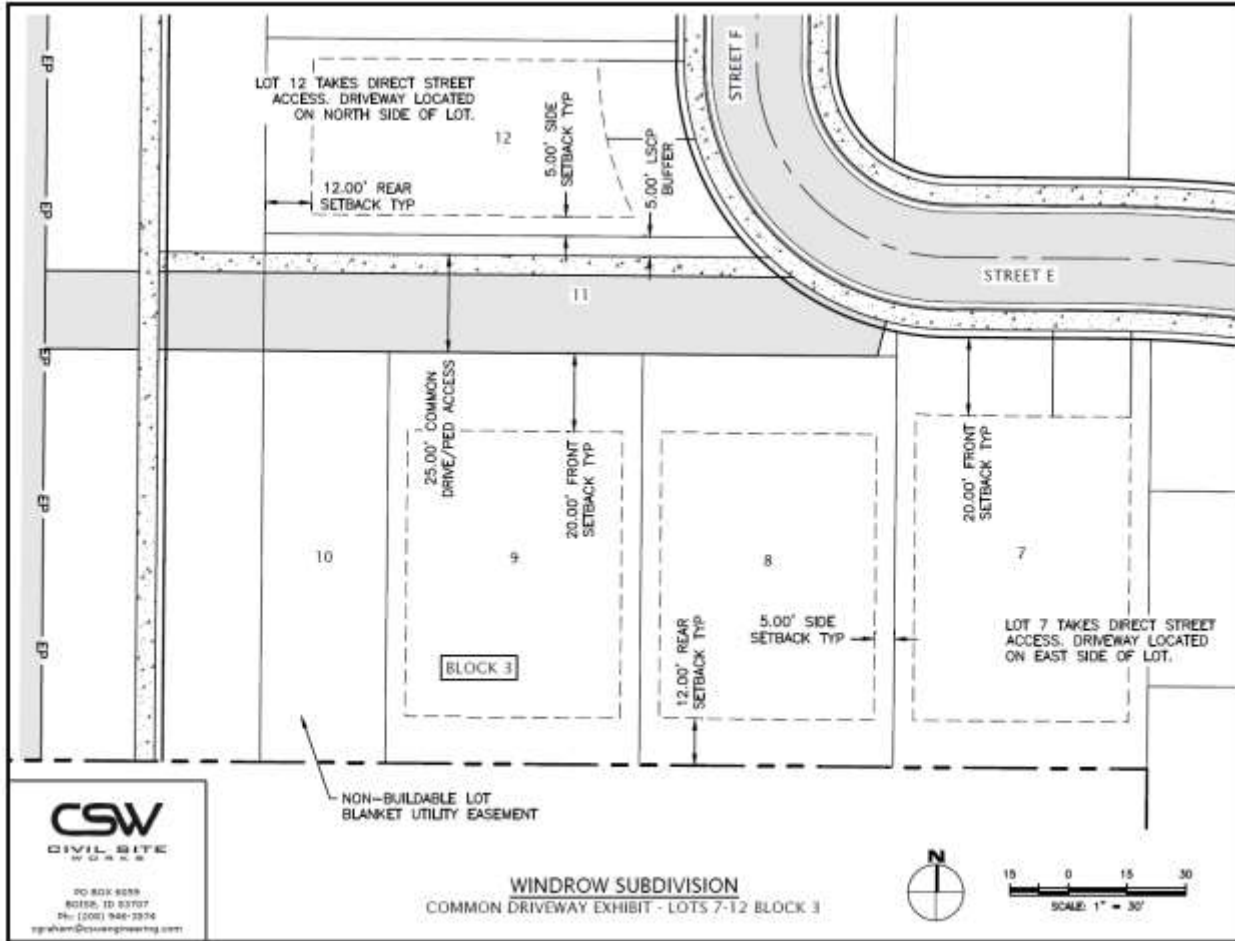 STREET F
EP
LOT 12 TAKES DIRECT STREET
ACCESS. DRIVEWAY LOCATED
ON NORTH SIDE OF LOT.
12
5.00' SIDE
SETBACK TYP
5.00' LSCP
BUFFER
12.00' REAR
SETBACK TYP
EP
STREET E
11
EP
25.00' COMMON
DRIVE/PED ACCESS
20.00' FRONT
SETBACK TYP
20.00' FRONT
SETBACK TYP
EP
10
9
8
7
5.00' SIDE
SETBACK TYP
LOT 7 TAKES DIRECT STREET
ACCESS. DRIVEWAY LOCATED
ON EAST SIDE OF LOT.
12.00' REAR
SETBACK TYP
EP
BLOCK 3
NON-BUILDABLE LOT
BLANKET UTILITY EASEMENT
CSW
CIVIL SITE
WORKS
PO BOX
BOISE, ID 83707
Ph: (208)
WINDROW SUBDIVISION
COMMON DRIVEWAY EXHIBIT - LOTS 7-12 BLOCK 3
N
15 0 15 30
SCALE: 1" = 30'